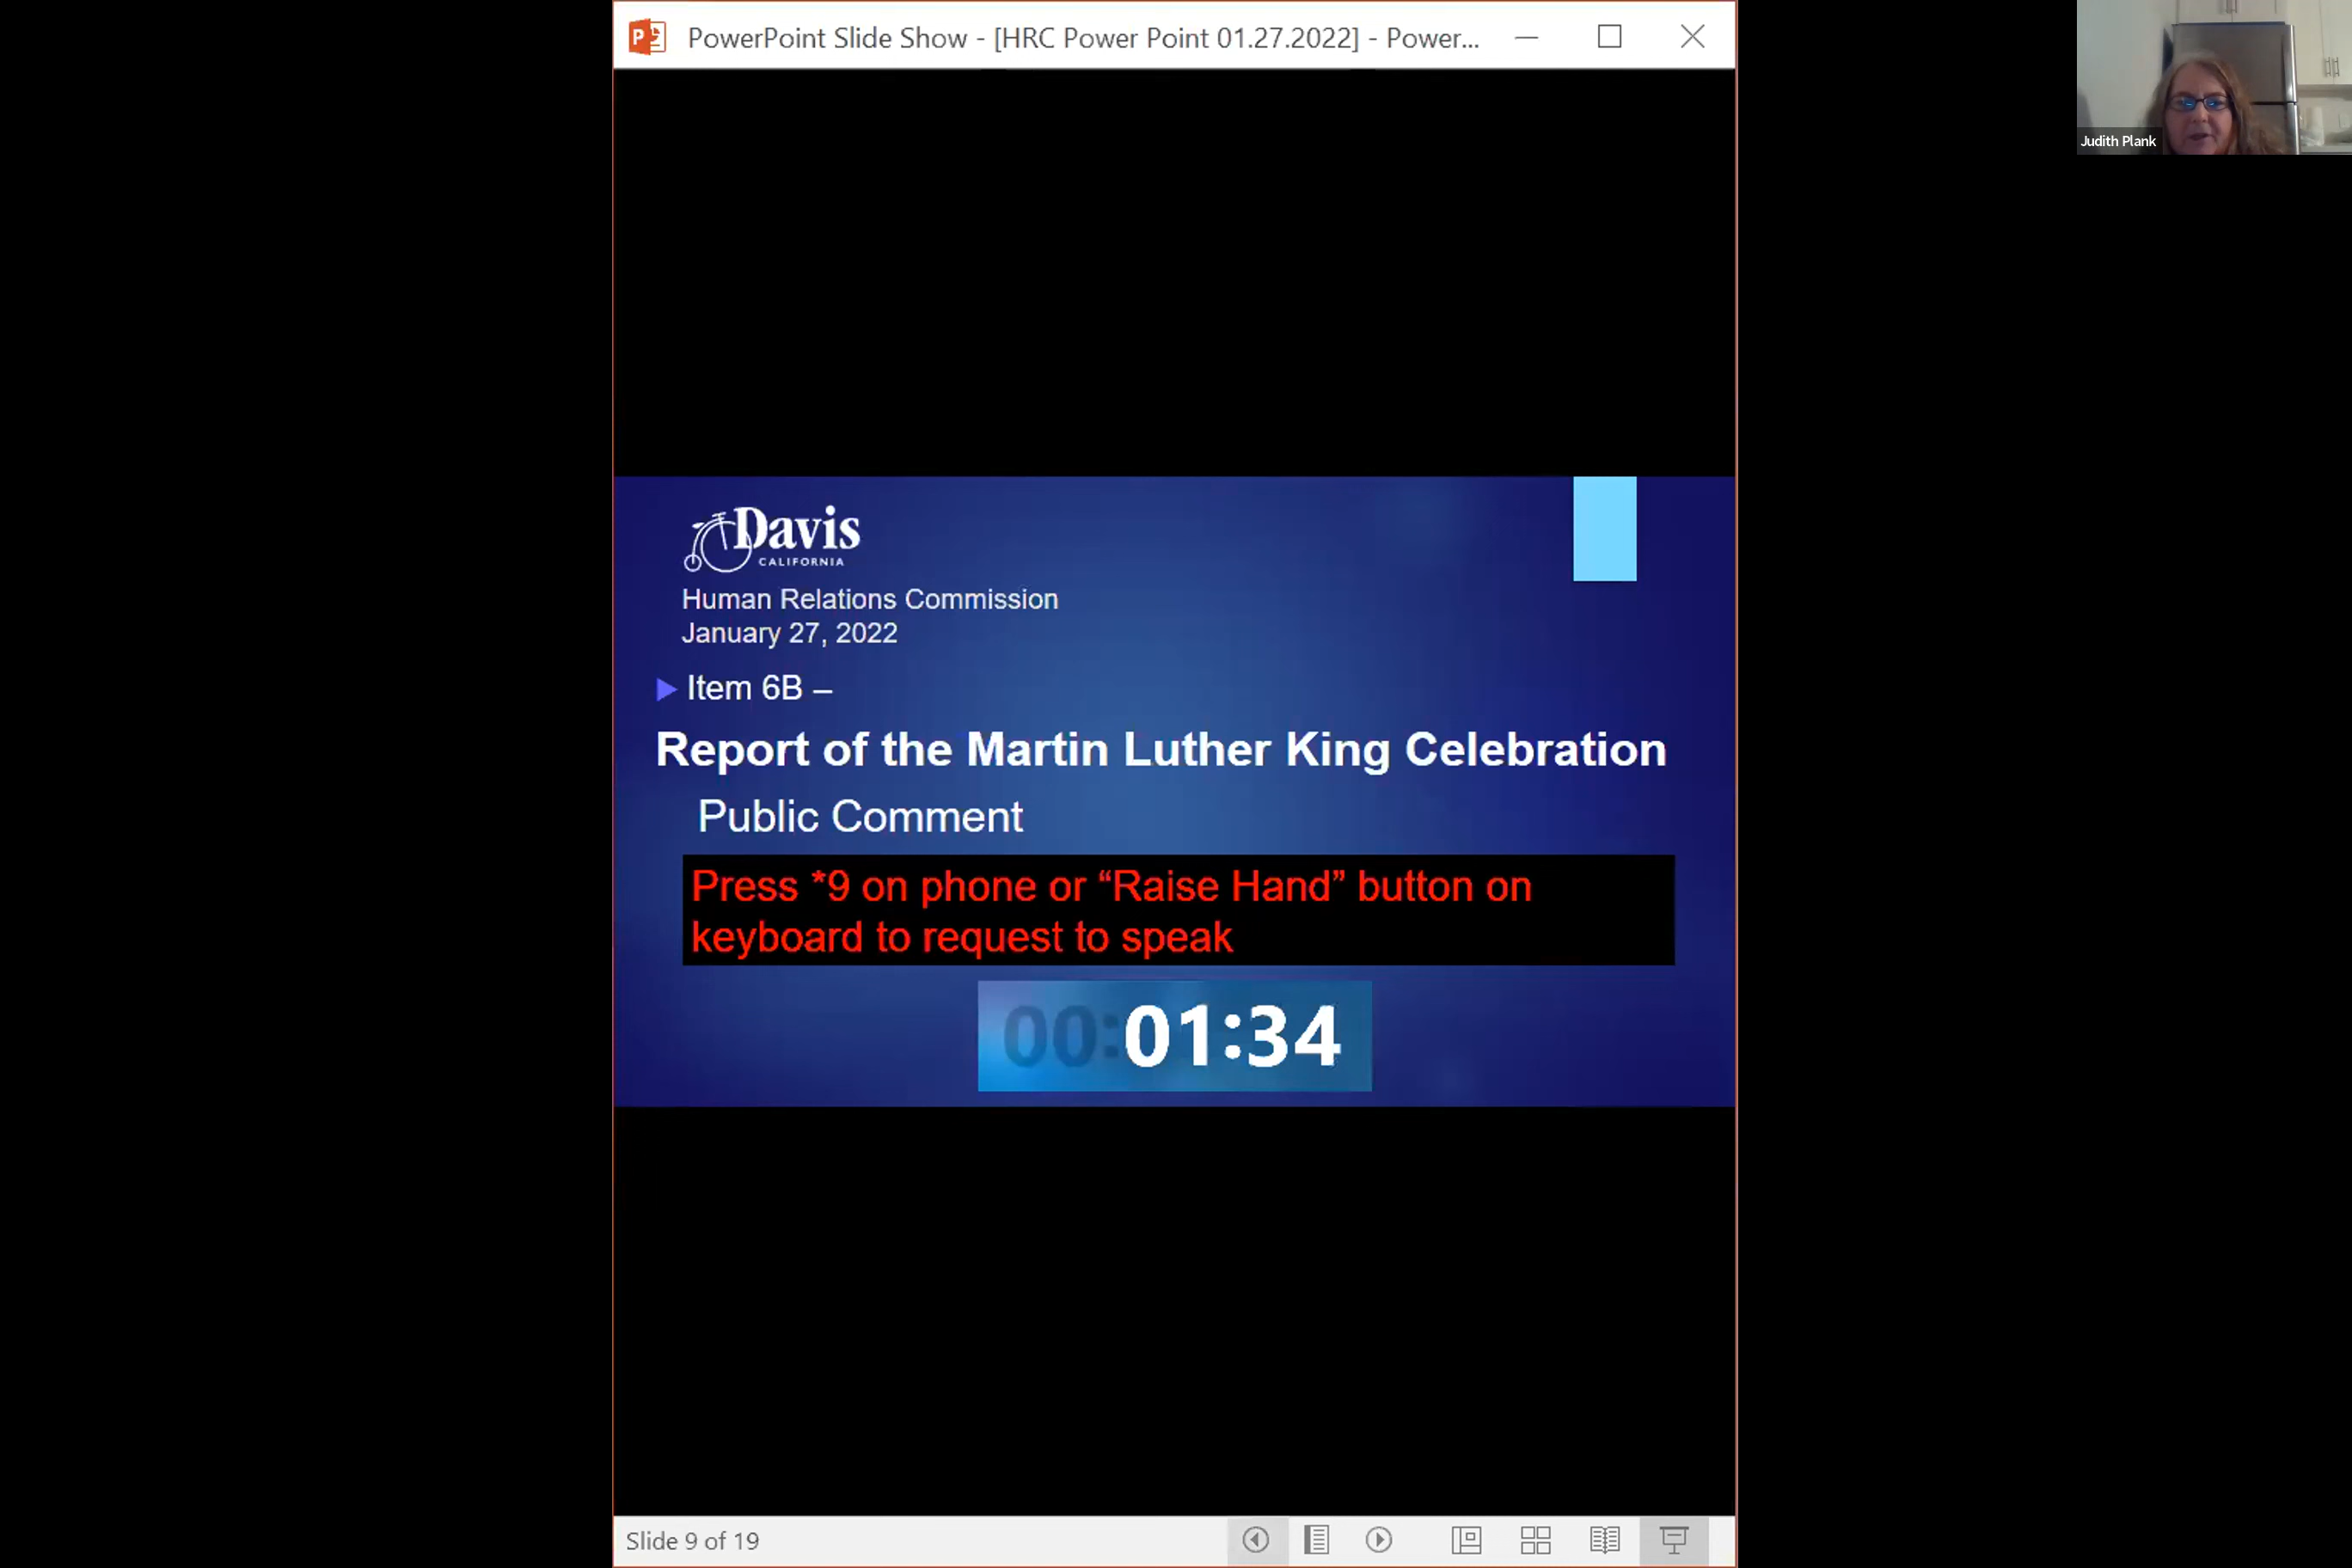 PowerPoint Slide Show - [HRC Power Point 01.27.2022] - Power...
Judith Plank
Davis
CALIFORNIA
Human Relations Commission
January 27, 2022
Item 6B –
Report of the Martin Luther King Celebration
Public Comment
Press *9 on phone or “Raise Hand” button on
keyboard to request to speak
00:01:34
Slide 9 of 19